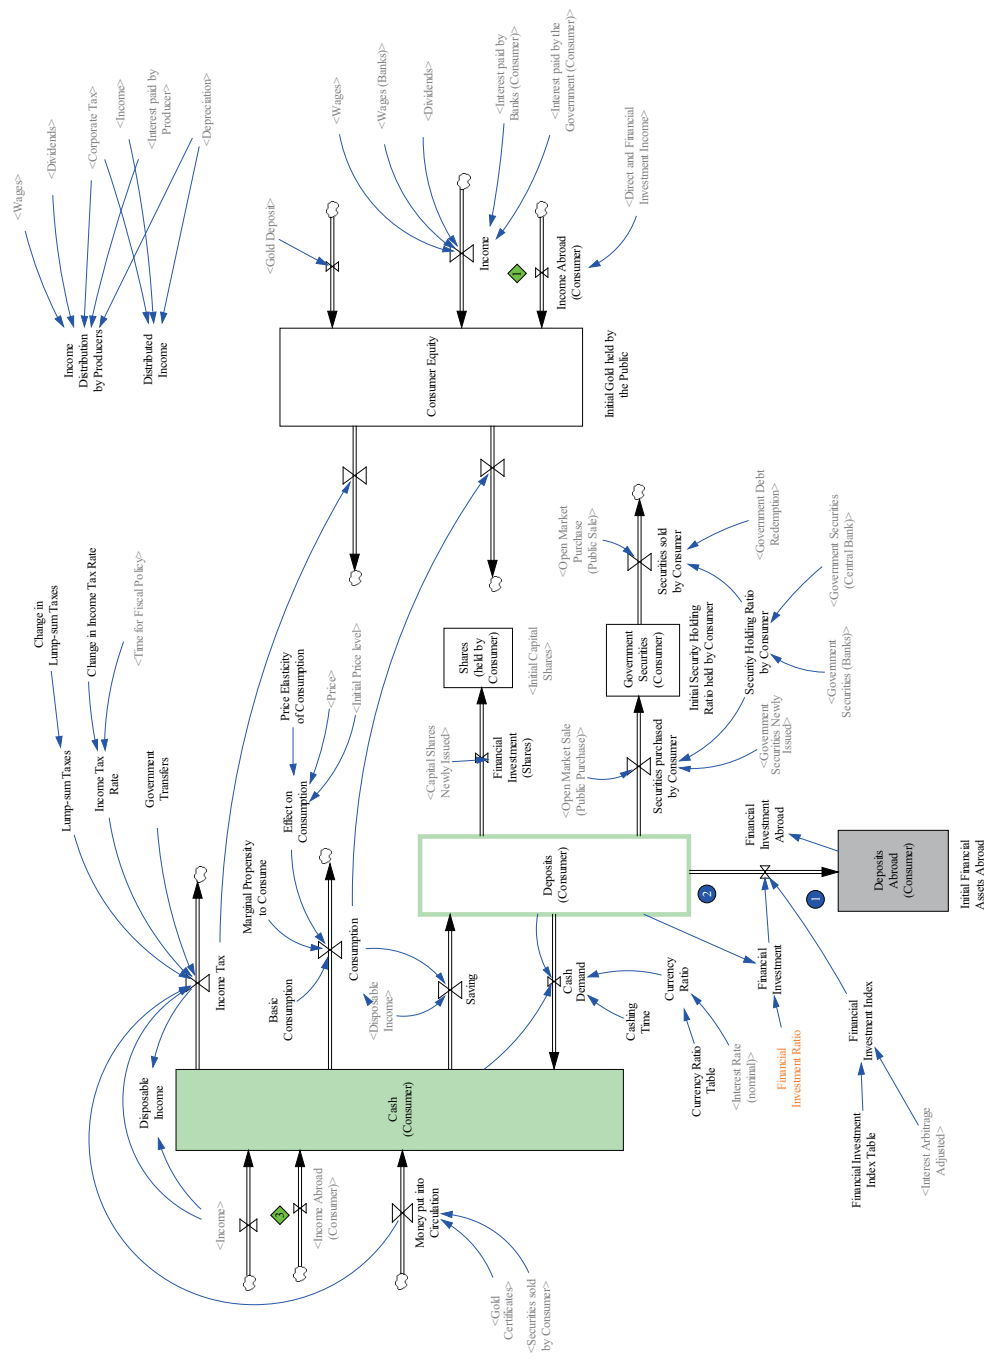 <Wages>
<Dividends>
<Corporate Tax>
<Income>
<Interest paid by
Producer>
<Depreciation>
Income
Distribution
by Producers
Distributed
Income
<Wages>
<Wages (Banks)>
<Dividends>
<Interest paid by
Banks (Consumer)>
<Interest paid by the
Government (Consumer)>
<Gold Deposit>
Income
1
Income Abroad
(Consumer)
<Direct and Financial
Investment Income>
Consumer Equity
Initial Gold held by
the Public
Change in
Lump-sum Taxes
Change in Income Tax Rate
<Time for Fiscal Policy>
Lump-sum Taxes
Income Tax
Rate
Government
Transfers
Income Tax
Price Elasticity
of Consumption
<Price>
<Initial Price level>
Effect on
Consumption
Marginal Propensity
to Consume
Basic
Consumption
Consumption
<Disposable
Income>
Saving
Shares
(held by
Consumer)
<Initial Capital
Shares>
<Capital Shares
Newly Issued>
Financial
Investment
(Shares)
<Open Market
Purchase
(Public Sale)>
Securities sold
by Consumer
<Government Debt
Redemption>
Government
Securities
(Consumer)
Initial Security Holding
Ratio held by Consumer
Security Holding Ratio
by Consumer
<Government Securities
(Central Bank)>
<Government
Securities (Banks)>
<Open Market Sale
(Public Purchase)>
Securities purchased
by Consumer
<Government
Securities Newly
Issued>
Deposits
(Consumer)
2
1
Financial
Investment
Abroad
Deposits
Abroad
(Consumer)
Initial Financial
Assets Abroad
Cash
Demand
Cashing
Time
Currency
Ratio
Currency Ratio
Table
<Interest Rate
(nominal)>
Financial
Investment
Financial
Investment Ratio
Financial
Investment Index
Financial Investment
Index Table
<Interest Arbitrage
Adjusted>
Disposable
Income
Cash
(Consumer)
<Income>
3
<Income Abroad
(Consumer)>
Money put into
Circulation
<Gold
Certificates>
<Securities sold
by Consumer>